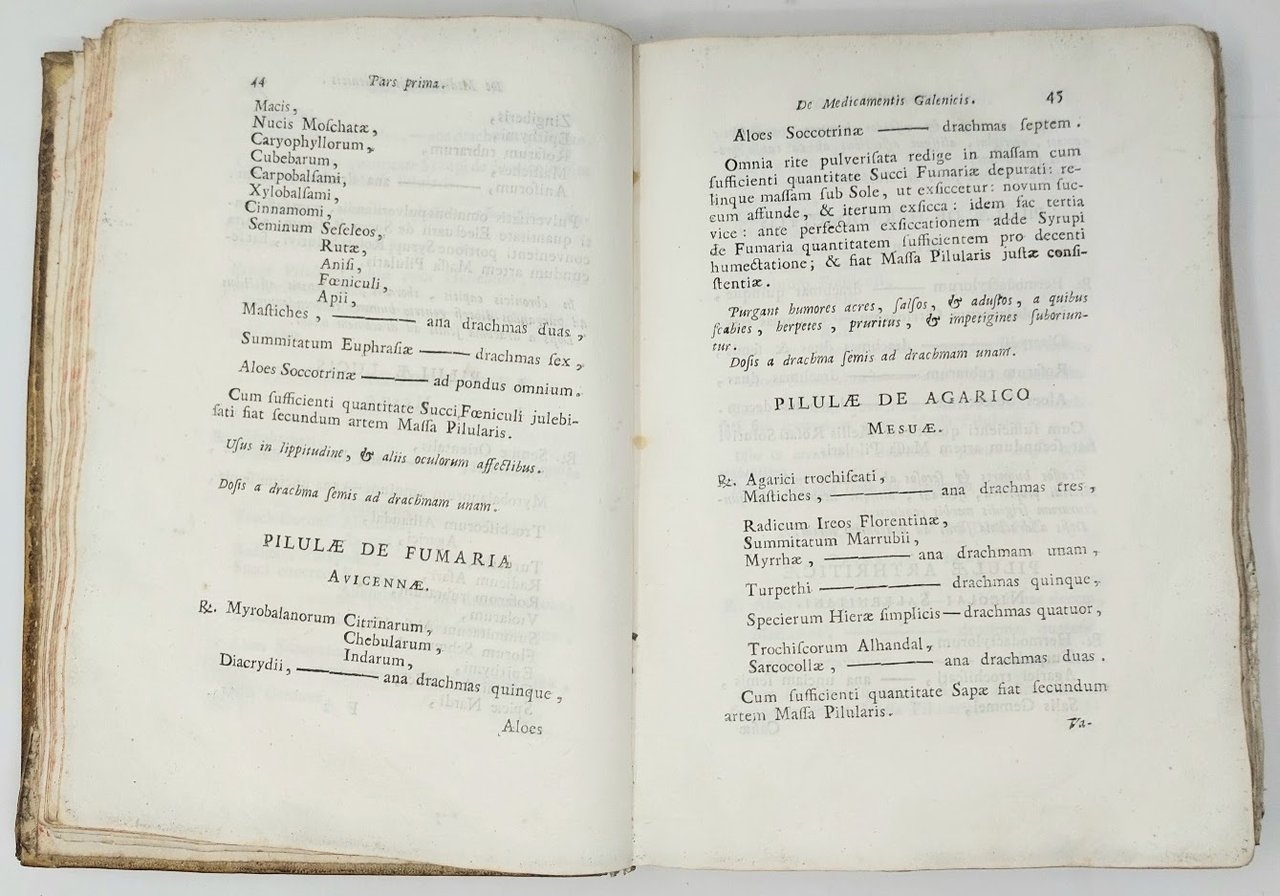 44 Pars prima.
Macis,
Nucis Moſchatæ,
Caryophyllorum,
Cubebarum,
Carpobalſami,
Xylobalſami,
Cinnamomi,
Seminum Seſeleos,
Rutæ,
Aniſi,
Fœniculi,
Apii,
Maſtiches, —— ana drachmas duas,
Summitatum Euphraſiæ —— drachmas ſex,
Aloes Soccotrinæ —— ad pondus omnium.
Cum ſufficienti quantitate Succi Fœniculi julebi-
ſati fiat ſecundum artem Maſſa Pilularis.
Uſus in lippitudine, & aliis oculorum affectibus.
Doſis a drachma ſemis ad drachmam unam.
PILULÆ DE FUMARIA
AVICENNÆ.
℞. Myrobalanorum Citrinarum,
Chebularum,
Indarum,
Diacrydii, —— ana drachmas quinque,
Aloes
De Medicamentis Galenicis. 45
Aloes Soccotrinæ —— drachmas ſeptem.
Omnia rite pulveriſata redige in maſſam cum
ſufficienti quantitate Succi Fumariæ depurati: re-
linque maſſam ſub Sole, ut exſiccetur: novum ſuc-
cum affunde, & iterum exſicca: idem fac tertia
vice: ante perfectam exſiccationem adde Syrupi
de Fumaria quantitatem ſufficientem pro decenti
humectatione; & fiat Maſſa Pilularis juſtæ conſi-
ſtentiæ.
Purgant humores acres, ſalſos, & aduſtos, a quibus
ſcabies, herpetes, pruritus, & impetigines ſuboriun-
tur.
Doſis a drachma ſemis ad drachmam unam.
PILULÆ DE AGARICO
MESUÆ.
℞. Agarici trochiſcati,
Maſtiches, —— ana drachmas tres,
Radicum Ireos Florentinæ,
Summitatum Marrubii,
Myrrhæ, —— ana drachmam unam,
Turpethi —— drachmas quinque,
Specierum Hieræ ſimplicis — drachmas quatuor,
Trochiſcorum Alhandal,
Sarcocollæ, —— ana drachmas duas.
Cum ſufficienti quantitate Sapæ fiat ſecundum
artem Maſſa Pilularis.
Va-